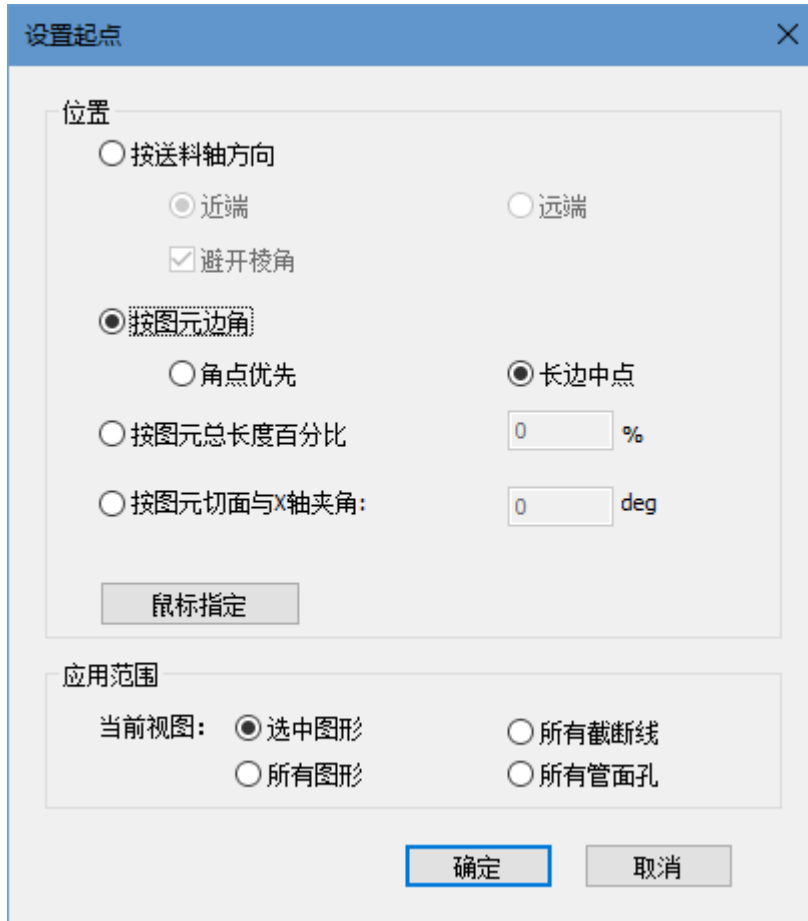 设置起点
位置
按送料轴方向
近端 远端
避开棱角
按图元边角
角点优先 长边中点
按图元总长度百分比 0 %
按图元切面与X轴夹角: 0 deg
鼠标指定
应用范围
当前视图: 选中图形 所有截断线
所有图形 所有管面孔
确定 取消